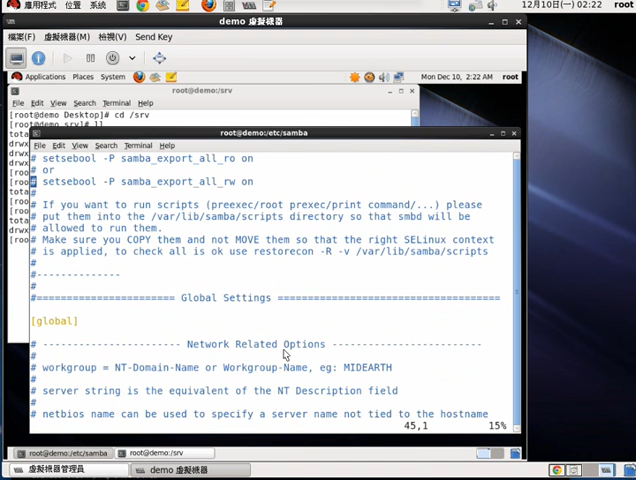 應用程式 位置 系統 12月10日(一) 02:22 root
demo 虛擬機器
檔案(F) 虛擬機器(M) 檢視(V) Send Key
Applications Places System Mon Dec 10, 2:22 AM root
root@demo:/srv
File Edit View Search Terminal Help
[root@demo Desktop]# cd /srv
[root@demo srv]# ll
root@demo:/etc/samba
File Edit View Search Terminal Help
# setsebool -P samba_export_all_ro on
# or
# setsebool -P samba_export_all_rw on
#
# If you want to run scripts (preexec/root prexec/print command/...) please
# put them into the /var/lib/samba/scripts directory so that smbd will be
# allowed to run them.
# Make sure you COPY them and not MOVE them so that the right SELinux context
# is applied, to check all is ok use restorecon -R -v /var/lib/samba/scripts
#
#--------------
#
#======================= Global Settings =====================================
[global]
# ----------------------- Network Related Options -------------------------
#
# workgroup = NT-Domain-Name or Workgroup-Name, eg: MIDEARTH
#
# server string is the equivalent of the NT Description field
#
# netbios name can be used to specify a server name not tied to the hostname
45,1 15%
root@demo:/etc/samba root@demo:/srv
虛擬機器管理員 demo 虛擬機器